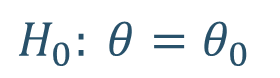 H₀: θ = θ₀